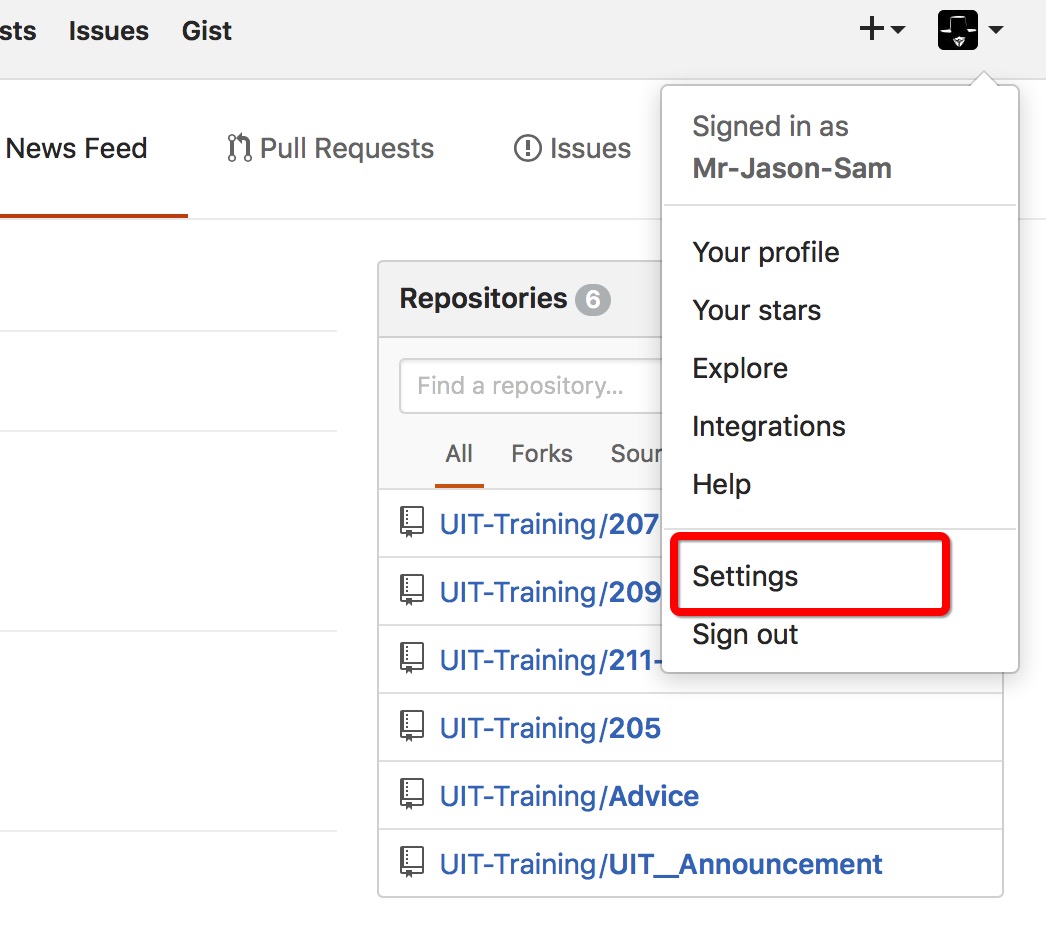 Issues Gist
News Feed Pull Requests Issues
Signed in as
Mr-Jason-Sam
Your profile
Your stars
Explore
Integrations
Help
Settings
Sign out
Repositories 6
Find a repository...
All Forks
UIT-Training/207
UIT-Training/209
UIT-Training/211-
UIT-Training/205
UIT-Training/Advice
UIT-Training/UIT__Announcement